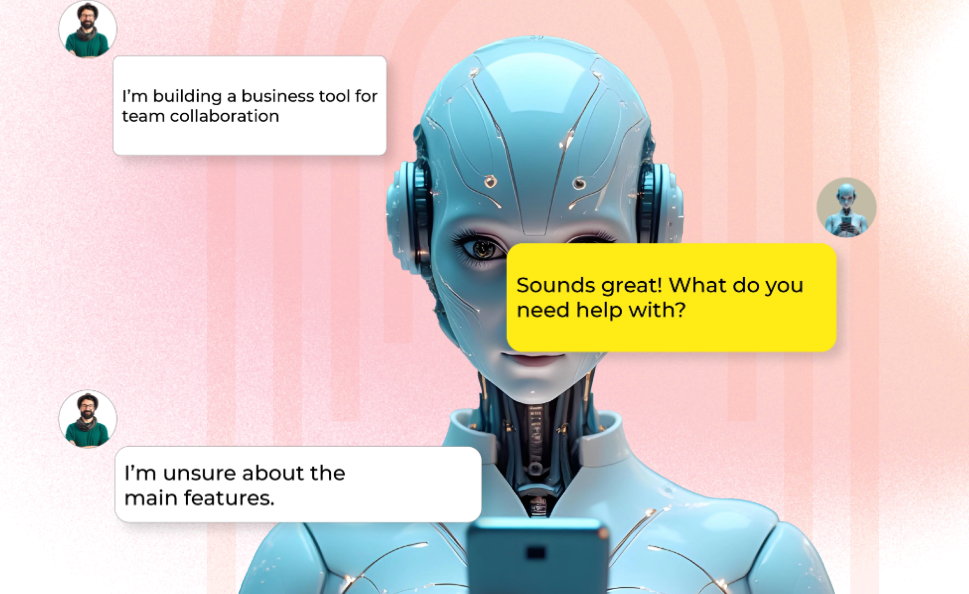 I’m building a business tool for
team collaboration
Sounds great! What do you
need help with?
I’m unsure about the
main features.